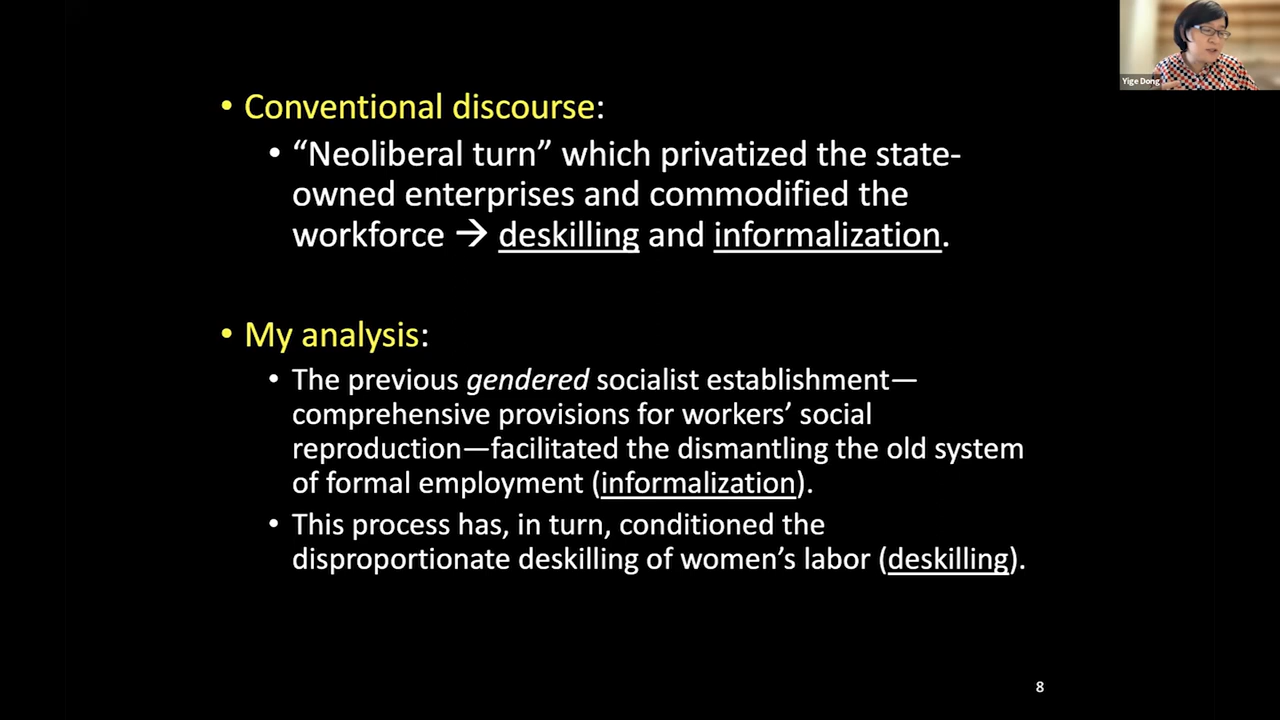 Yige Dong
• Conventional discourse:
• “Neoliberal turn” which privatized the state-
owned enterprises and commodified the
workforce → deskilling and informalization.
• My analysis:
• The previous gendered socialist establishment—
comprehensive provisions for workers’ social
reproduction—facilitated the dismantling the old system
of formal employment (informalization).
• This process has, in turn, conditioned the
disproportionate deskilling of women’s labor (deskilling).
8